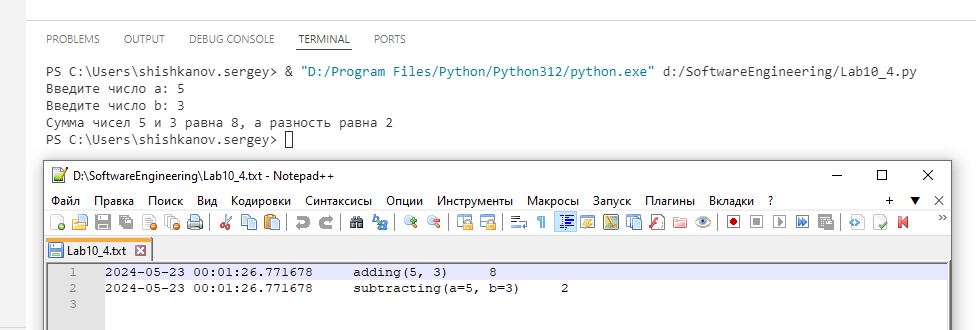 PROBLEMS OUTPUT DEBUG CONSOLE TERMINAL PORTS
PS C:\Users\shishkanov.sergey> & "D:/Program Files/Python/Python312/python.exe" d:/SoftwareEngineering/Lab10_4.py
Введите число a: 5
Введите число b: 3
Сумма чисел 5 и 3 равна 8, а разность равна 2
PS C:\Users\shishkanov.sergey>
D:\SoftwareEngineering\Lab10_4.txt - Notepad++
Файл Правка Поиск Вид Кодировки Синтаксисы Опции Инструменты Макросы Запуск Плагины Вкладки ?
Lab10_4.txt
1 2024-05-23 00:01:26.771678 adding(5, 3) 8
2 2024-05-23 00:01:26.771678 subtracting(a=5, b=3) 2
3